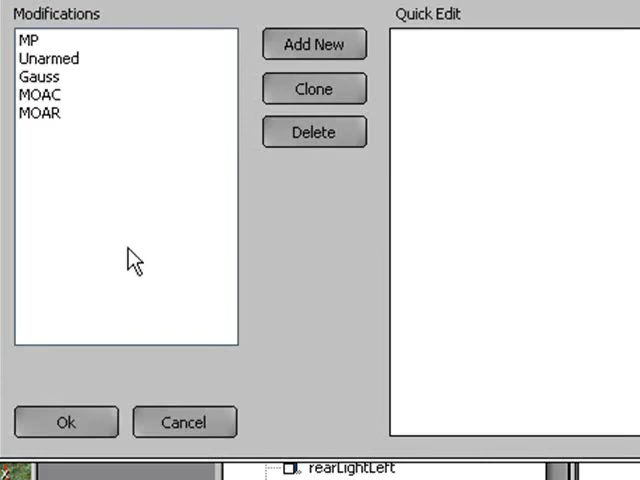 Modifications
Quick Edit
MP
Unarmed
Gauss
MOAC
MOAR
Add New
Clone
Delete
Ok
Cancel
rearLightLeft